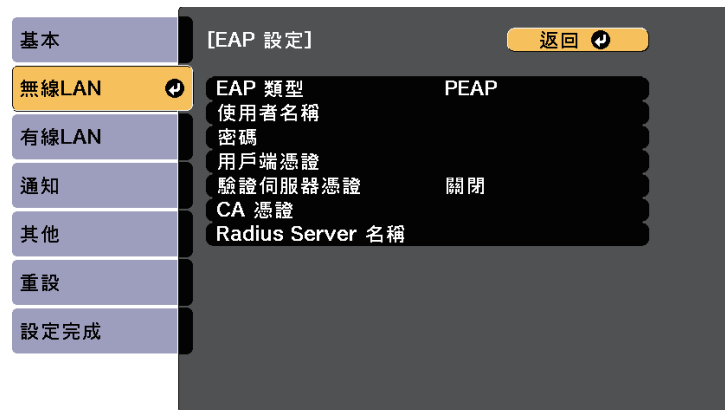 基本
無線LAN
有線LAN
通知
其他
重設
設定完成
[EAP 設定]
返回
EAP 類型 PEAP
使用者名稱
密碼
用戶端憑證
驗證伺服器憑證 關閉
CA 憑證
Radius Server 名稱